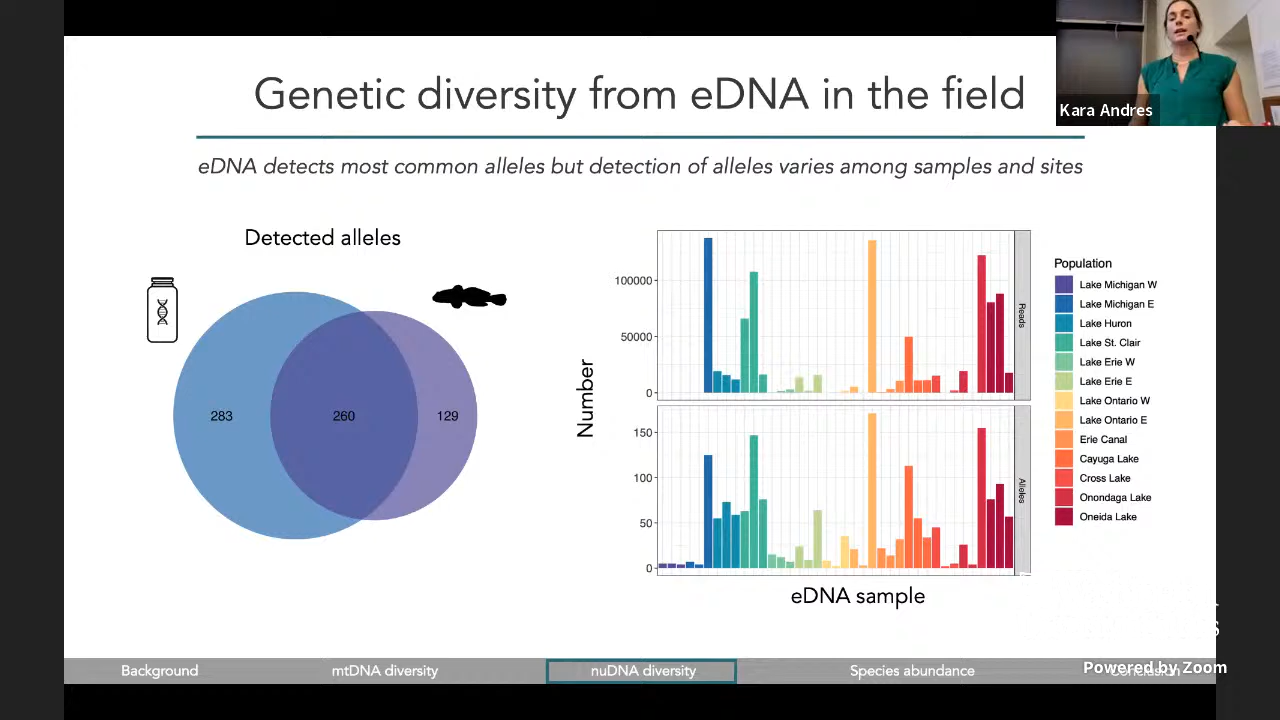 Genetic diversity from eDNA in the field
Kara Andres
eDNA detects most common alleles but detection of alleles varies among samples and sites
Detected alleles
283
260
129
Number
100000
50000
0
Reads
150
100
50
0
Alleles
eDNA sample
Population
Lake Michigan W
Lake Michigan E
Lake Huron
Lake St. Clair
Lake Erie W
Lake Erie E
Lake Ontario W
Lake Ontario E
Erie Canal
Cayuga Lake
Cross Lake
Onondaga Lake
Oneida Lake
Background
mtDNA diversity
nuDNA diversity
Species abundance
Conclusion
Powered by Zoom